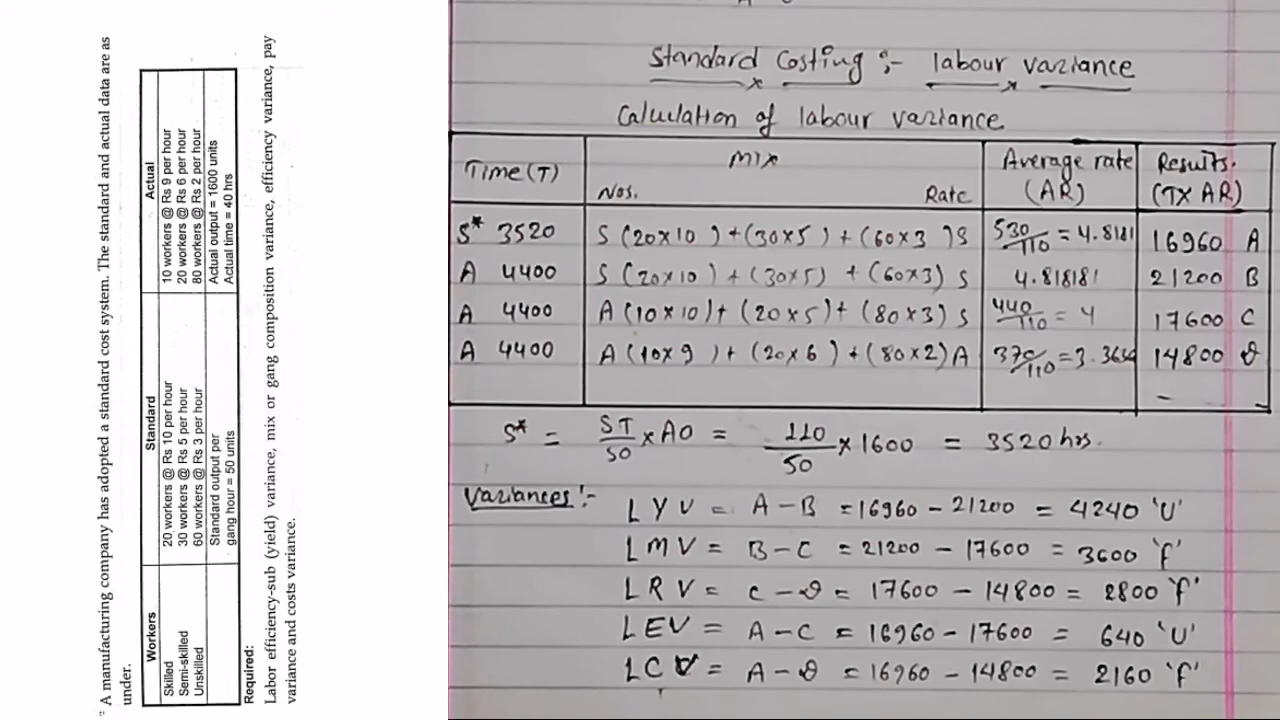 " A manufacturing company has adopted a standard cost system. The standard and actual data are as
under.
Workers Standard Actual
Skilled 20 workers @ Rs 10 per hour 10 workers @ Rs 9 per hour
Semi-skilled 30 workers @ Rs 5 per hour 20 workers @ Rs 6 per hour
Unskilled 60 workers @ Rs 3 per hour 80 workers @ Rs 2 per hour
Standard output per Actual output = 1600 units
gang hour = 50 units Actual time = 40 hrs
Required:
Labor efficiency-sub (yield) variance, mix or gang composition variance, efficiency variance, pay
variance and costs variance.
Standard Costing :- labour variance
Calculation of labour variance
Time (T) Mix Average rate Results.
Nos. Rate (AR) (TX AR)
S* 3520 S (20x10) + (30x5) + (60x3) S 530/110 = 4.8181 16960 A
A 4400 S (20x10) + (30x5) + (60x3) S 4.818181 21200 B
A 4400 A (10x10) + (20x5) + (80x3) S 440/110 = 4 17600 C
A 4400 A (10x9) + (20x6) + (80x2) A 370/110 = 3.3636 14800 D
S* = ST/50 x AO = 110/50 x 1600 = 3520 hrs.
Variances :-
LYV = A - B = 16960 - 21200 = 4240 'U'
LMV = B - C = 21200 - 17600 = 3600 'f'
LRV = C - D = 17600 - 14800 = 2800 'f'
LEV = A - C = 16960 - 17600 = 640 'U'
LCV = A - D = 16960 - 14800 = 2160 'f'